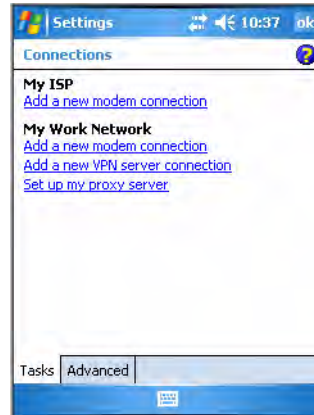 Settings 10:37 ok
Connections ?
My ISP
Add a new modem connection
My Work Network
Add a new modem connection
Add a new VPN server connection
Set up my proxy server
Tasks Advanced